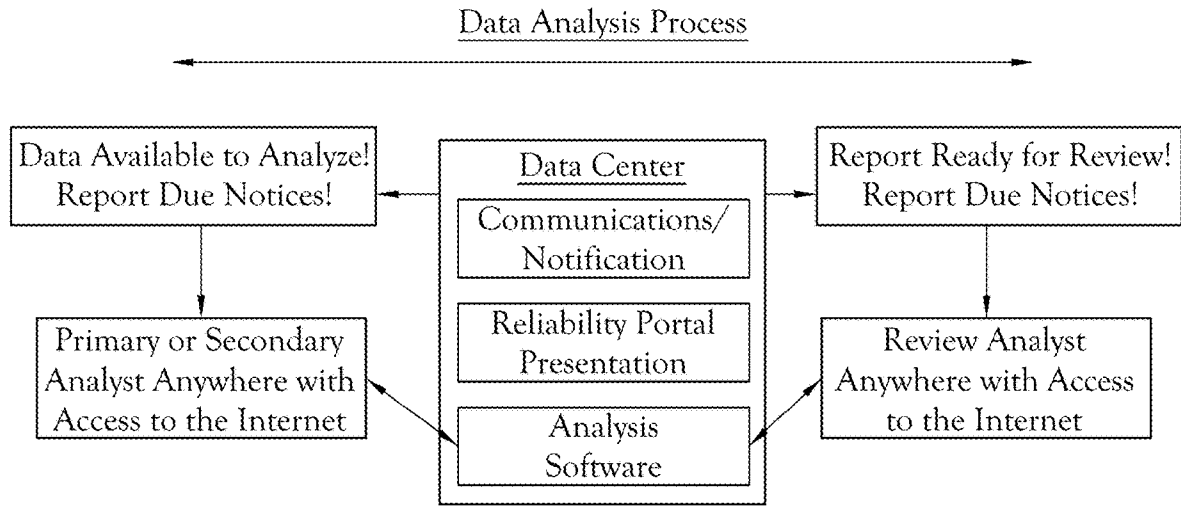 Data Analysis Process
Data Available to Analyze!
Report Due Notices!
Data Center
Communications/
Notification
Reliability Portal
Presentation
Analysis
Software
Report Ready for Review!
Report Due Notices!
Primary or Secondary
Analyst Anywhere with
Access to the Internet
Review Analyst
Anywhere with Access
to the Internet